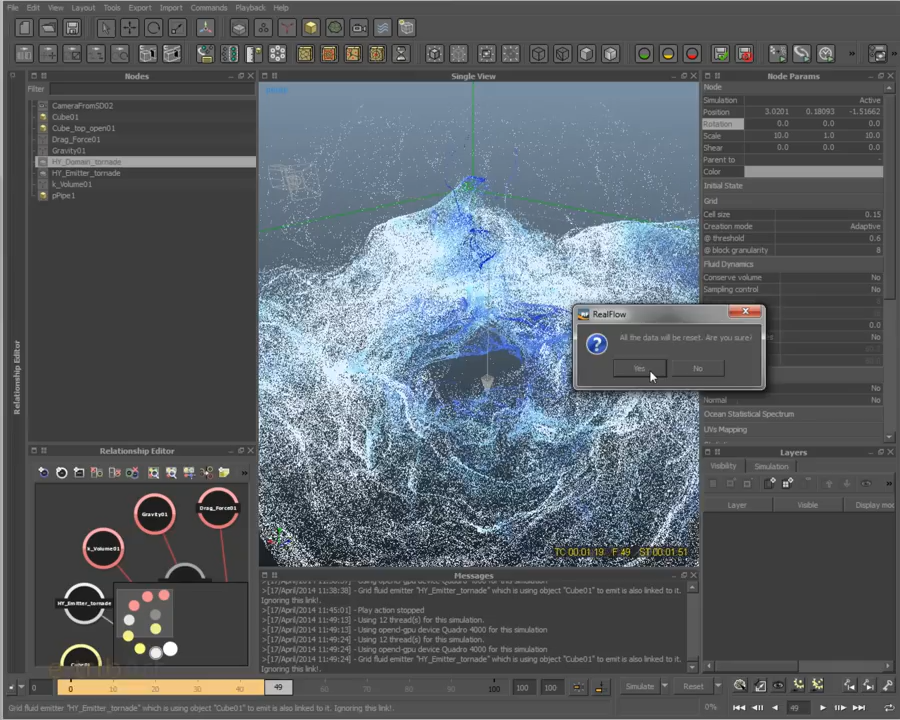 File Edit View Layout Tools Export Import Commands Playback Help
Nodes
Filter
CameraFromSD02
Cube01
Cube_top_open01
Drag_Force01
Gravity01
HY_Domain_tornade
HY_Emitter_tornade
k_Volume01
pPipe1
Relationship Editor
Single View
TC 00:01:19 F 49 ST 00:01:51
RealFlow
All the data will be reset. Are you sure?
Yes No
Node Params
Node
Simulation Active
Position 3.0201 0.18093 -1.51662
Rotation 0.0 0.0 0.0
Scale 10.0 1.0 10.0
Shear 0.0 0.0 0.0
Parent to -
Color
Initial State
Grid
Cell size 0.15
Creation mode Adaptive
@ threshold 0.6
@ block granularity 8
Fluid Dynamics
Conserve volume No
Sampling control No
0.0
No
Normal No
Ocean Statistical Spectrum
UVs Mapping
Relationship Editor
Gravity01
Drag_Force01
k_Volume01
HY_Emitter_tornade
Layers
Visibility Simulation
Layer Visible Display mo
Messages
>[17/April/2014 11:38:38] - Grid fluid emitter "HY_Emitter_tornade" which is using object "Cube01" to emit is also linked to it.
Ignoring this link!.
>[17/April/2014 11:45:01] - Play action stopped
>[17/April/2014 11:49:13] - Using 12 threads for this simulation.
>[17/April/2014 11:49:13] - Using opencl-gpu device Quadro 4000 for this simulation
>[17/April/2014 11:49:24] - Using 12 threads for this simulation.
>[17/April/2014 11:49:24] - Using opencl-gpu device Quadro 4000 for this simulation
>[17/April/2014 11:49:24] - Grid fluid emitter "HY_Emitter_tornade" which is using object "Cube01" to emit is also linked to it.
Ignoring this link!.
0 0 10 20 30 40 49 60 70 80 90 100 100 100 Simulate Reset
Grid fluid emitter "HY_Emitter_tornade" which is using object "Cube01" to emit is also linked to it. Ignoring this link!. 0% 49